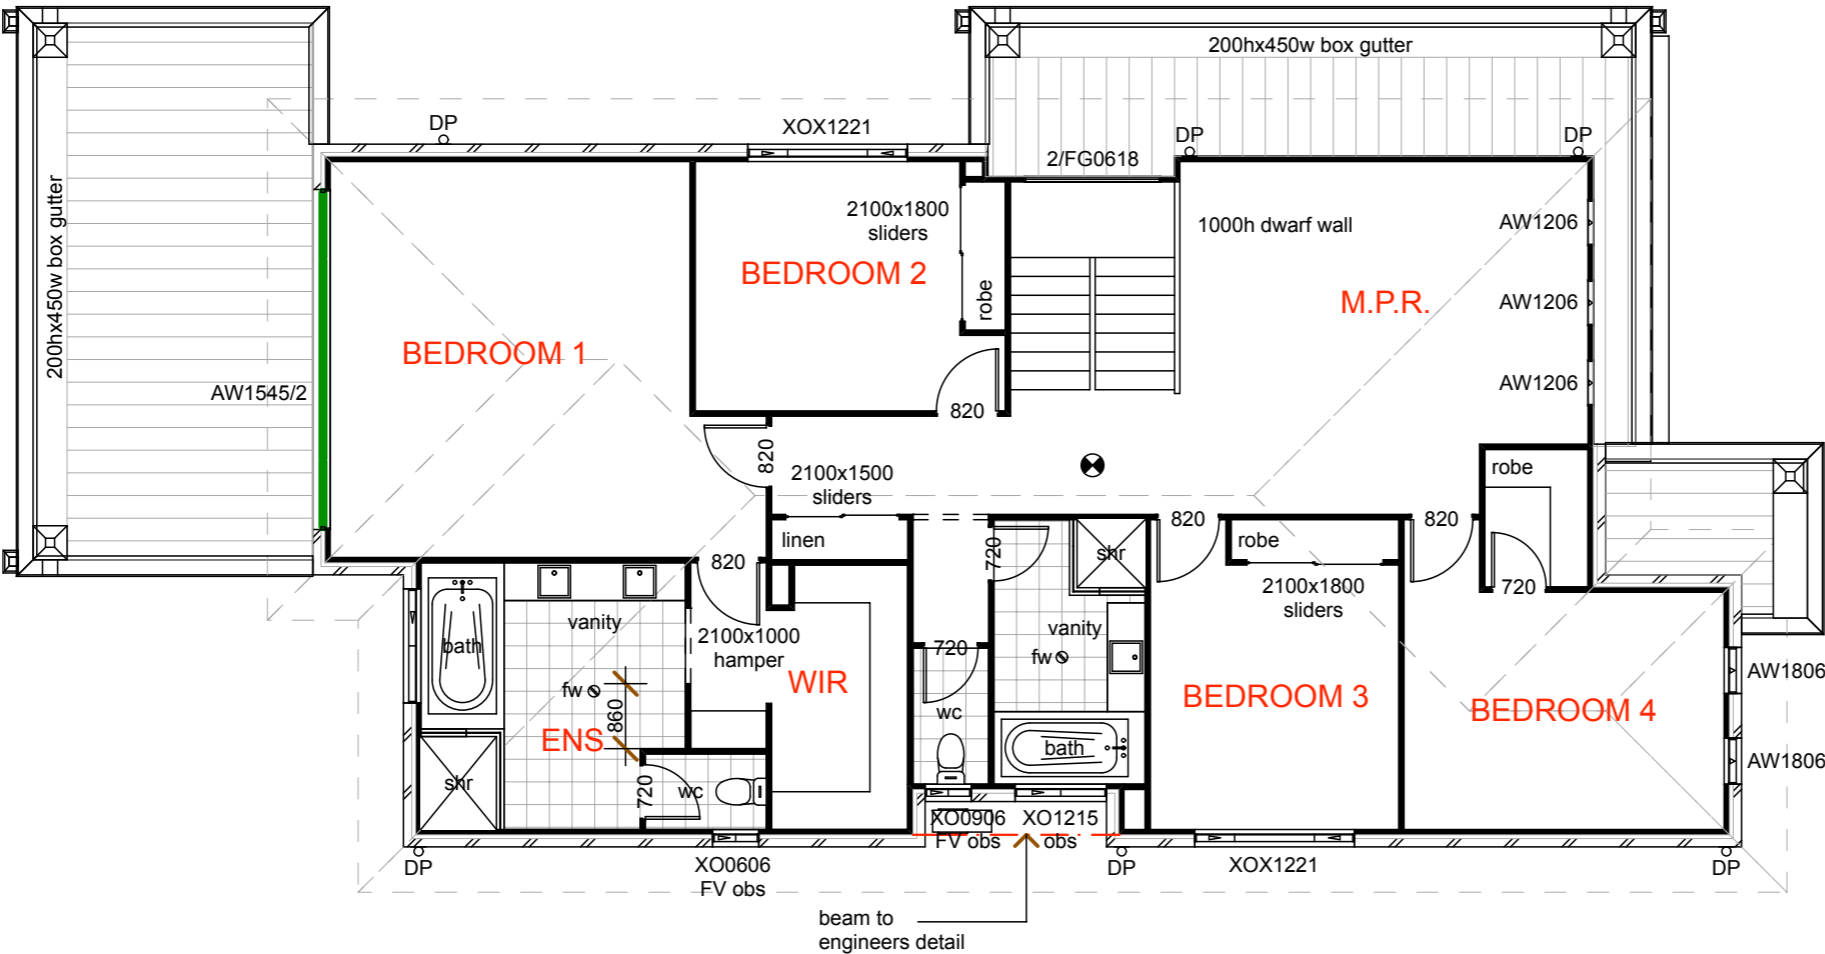 200hx450w box gutter
DP
XOX1221
DP
DP
2/FG0618
200hx450w box gutter
2100x1800
sliders
1000h dwarf wall
AW1206
BEDROOM 2
robe
M.P.R.
AW1206
BEDROOM 1
AW1545/2
AW1206
820
820
2100x1500
sliders
robe
linen
820
820
720
shr
robe
820
2100x1800
sliders
720
bath
vanity
2100x1000
hamper
720
vanity
fw
WIR
fw
860
ENS
wc
BEDROOM 3
BEDROOM 4
AW1806
bath
AW1806
shr
720
wc
XO0906
FV obs
XO1215
obs
DP
XO0606
FV obs
DP
XOX1221
DP
beam to
engineers detail